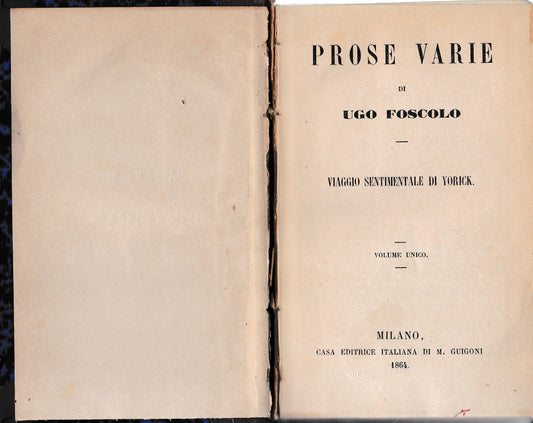 PROSE VARIE
DI
UGO FOSCOLO
VIAGGIO SENTIMENTALE DI YORICK.
VOLUME UNICO.
MILANO,
CASA EDITRICE ITALIANA DI M. GUIGONI
1864.